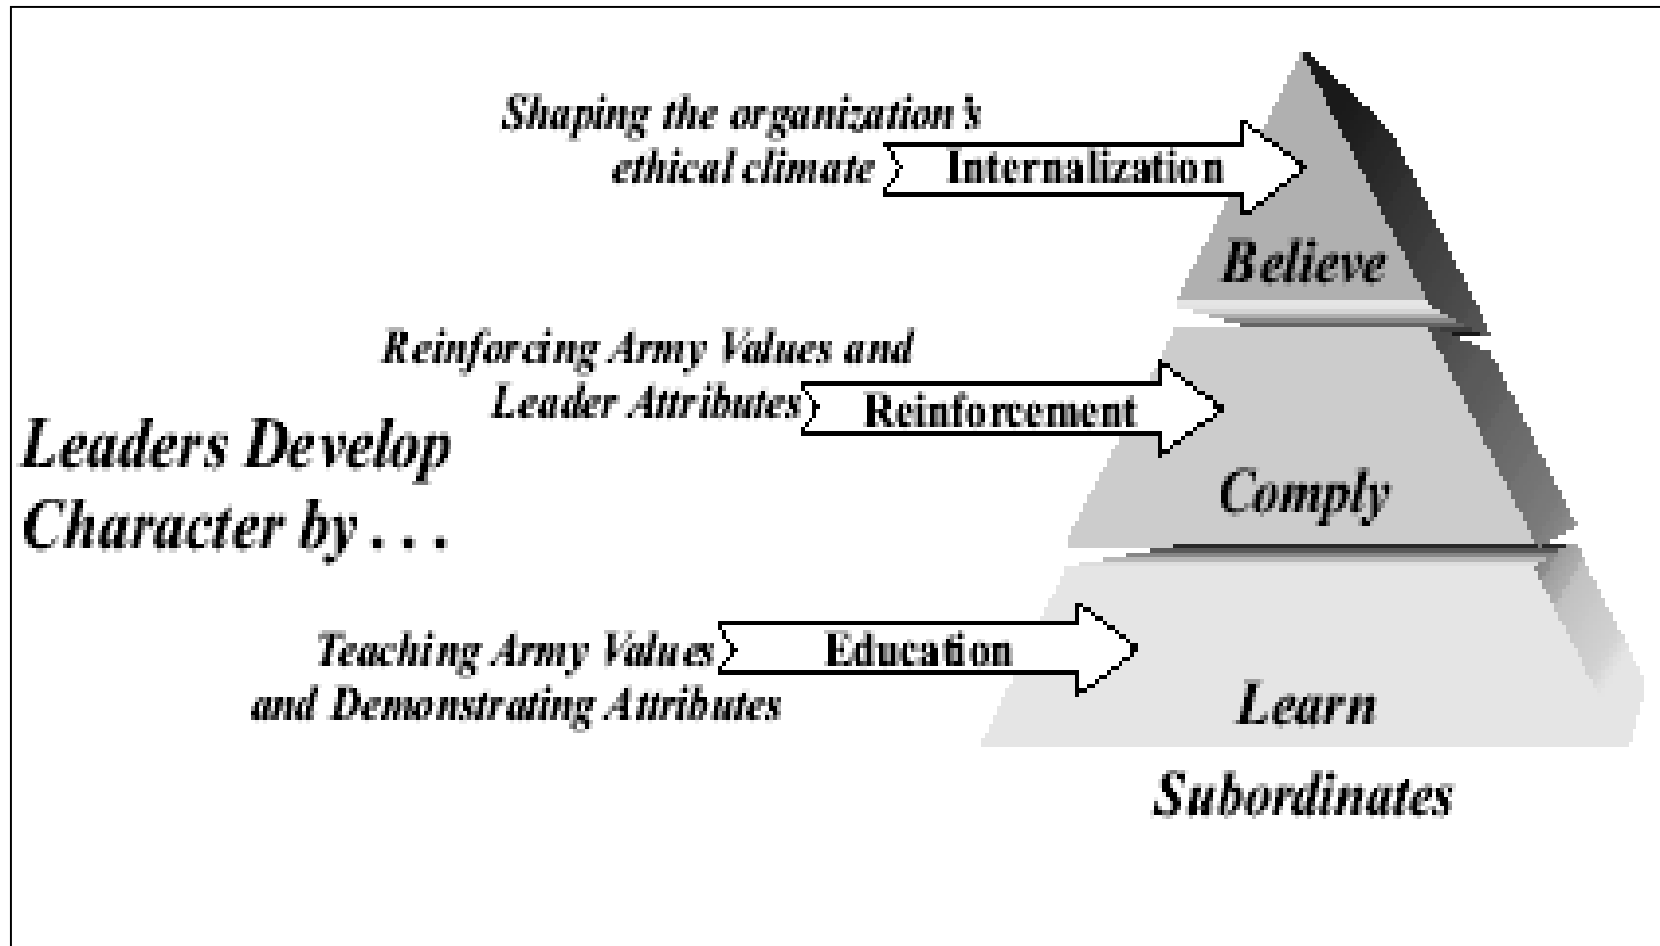 Shaping the organization's
ethical climate
Internalization
Believe
Reinforcing Army Values and
Leader Attributes
Reinforcement
Comply
Leaders Develop
Character by . . .
Teaching Army Values
and Demonstrating Attributes
Education
Learn
Subordinates